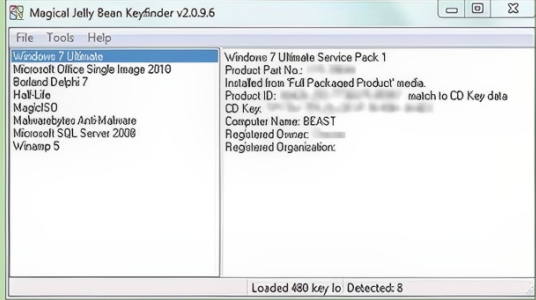 Magical Jelly Bean Keyfinder v2.0.9.6
File Tools Help
Windows 7 Ultimate
Microsoft Office Single Image 2010
Borland Delphi 7
Half-Life
MagicISO
Malwarebytes Anti-Malware
Microsoft SQL Server 2008
Winamp 5
Windows 7 Ultimate Service Pack 1
Product Part No.:
Installed from 'Full Packaged Product' media.
Product ID: match to CD Key data
CD Key:
Computer Name: BEAST
Registered Owner:
Registered Organization:
Loaded 480 key lo Detected: 8